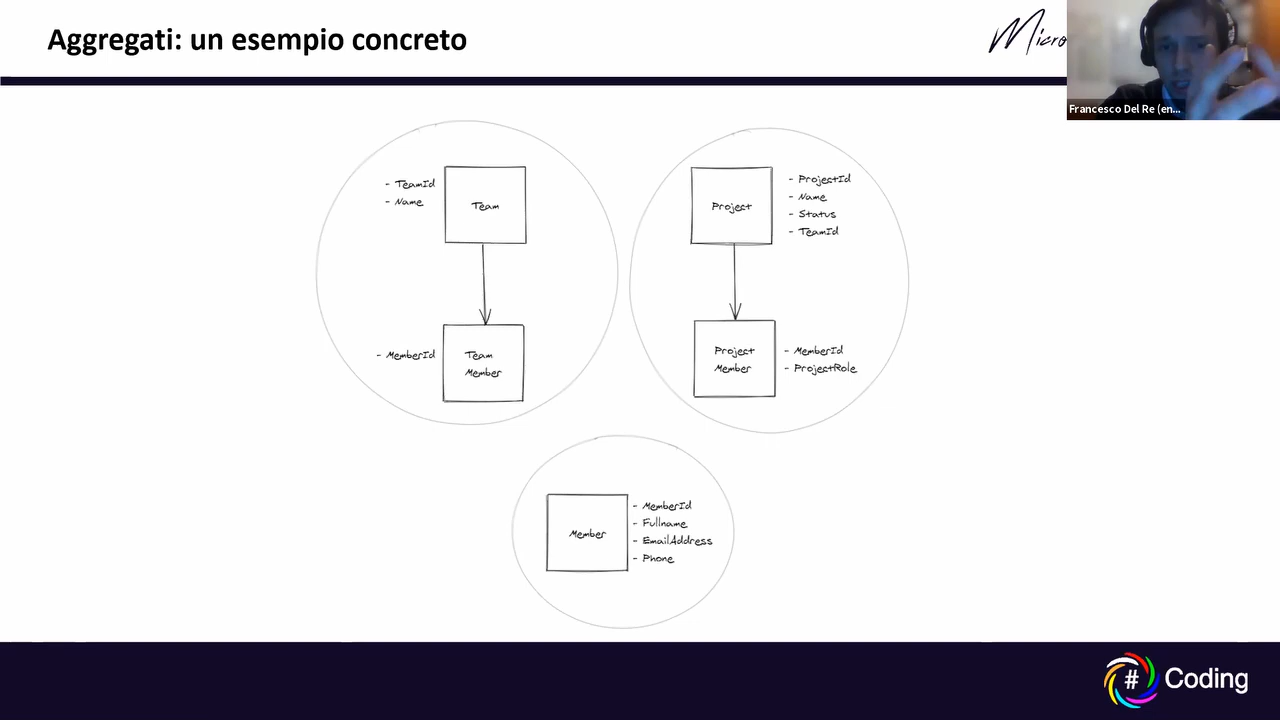 Aggregati: un esempio concreto
Micro
Francesco Del Re (en...
- TeamId
- Name
Team
- MemberId
Team
Member
Project
- ProjectId
- Name
- Status
- TeamId
Project
Member
- MemberId
- ProjectRole
Member
- MemberId
- Fullname
- EmailAddress
- Phone
# Coding